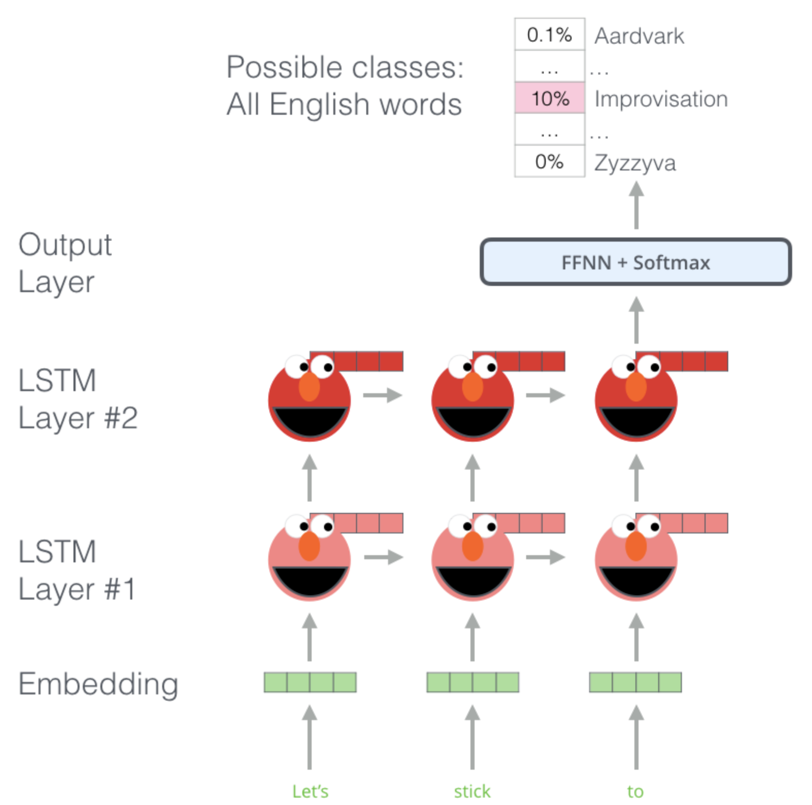 Possible classes:
All English words
0.1% Aardvark
... ...
10% Improvisation
... ...
0% Zyzzyva
Output
Layer
FFNN + Softmax
LSTM
Layer #2
LSTM
Layer #1
Embedding
Let's stick to